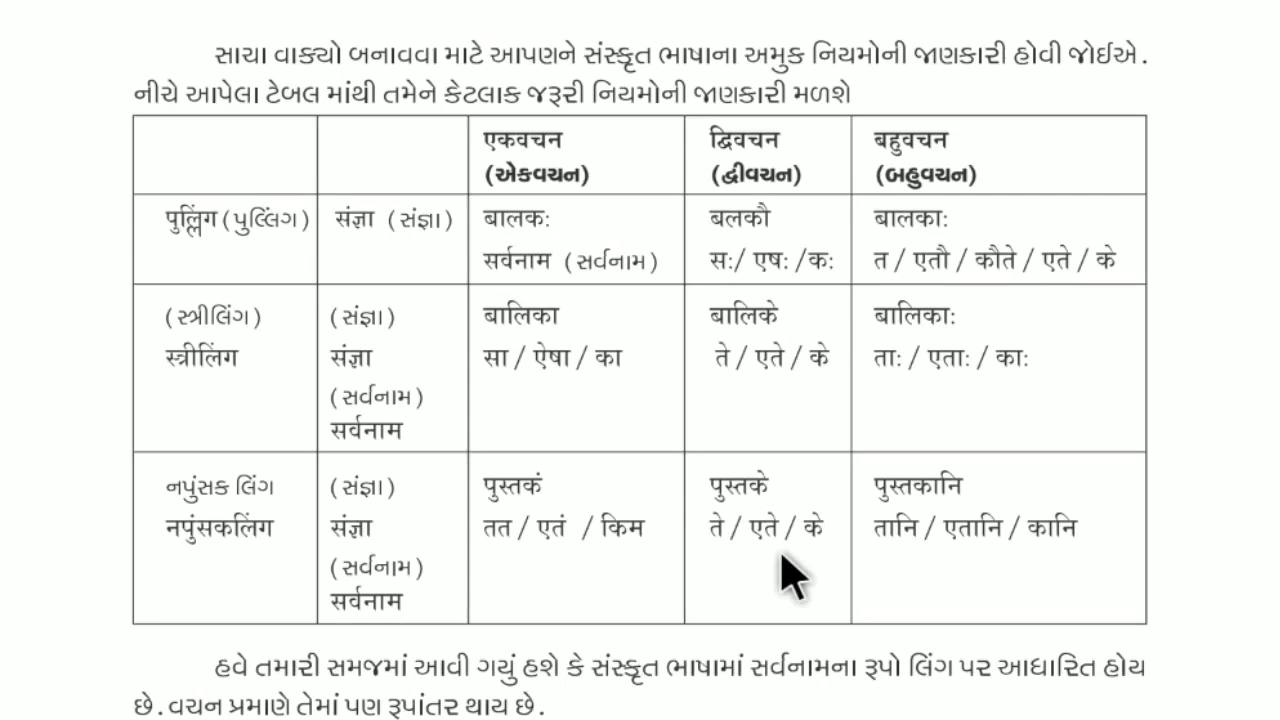 સાચા વાક્યો બનાવવા માટે આપણને સંસ્કૃત ભાષાના અમુક નિયમોની જાણકારી હોવી જોઈએ.
નીચે આપેલા ટેબલ માંથી તમેને કેટલાક જરૂરી નિયમોની જાણકારી મળશે
एकवचन द्विवचन बहुवचन
(એકવચન) (દ્વીવચન) (બહુવચન)
पुल्लिंग (પુલ્લિંગ) संज्ञा (સંજ્ઞા) बालकः बलकौ बालकाः
सर्वनाम (સર્વનામ) सः/ एषः /कः त / एतौ / कौते / एते / के
(સ્ત્રીલિંગ) (સંજ્ઞા) बालिका बालिके बालिकाः
स्त्रीलिंग संज्ञा सा / ऐषा / का ते / एते / के ताः / एताः / काः
(સર્વનામ)
सर्वनाम
નપુંસક લિંગ (સંજ્ઞા) पुस्तकं पुस्तके पुस्तकानि
नपुंसकलिंग संज्ञा तत / एतं / किम ते / एते / के तानि / एतानि / कानि
(સર્વનામ)
सर्वनाम
હવે તમારી સમજમાં આવી ગયું હશે કે સંસ્કૃત ભાષામાં સર્વનામના રૂપો લિંગ પર આધારિત હોય
છે. વચન પ્રમાણે તેમાં પણ રૂપાંતર થાય છે.